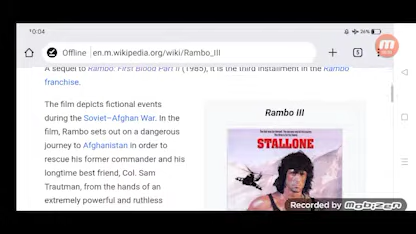 10:04
26%
Offline en.m.wikipedia.org/wiki/Rambo_III
5
A sequel to Rambo: First Blood Part II (1985), it is the third installment in the Rambo
franchise.
The film depicts fictional events
during the Soviet–Afghan War. In the
film, Rambo sets out on a dangerous
journey to Afghanistan in order to
rescue his former commander and his
longtime best friend, Col. Sam
Trautman, from the hands of an
extremely powerful and ruthless
Rambo III
STALLONE
Recorded by Mobizen